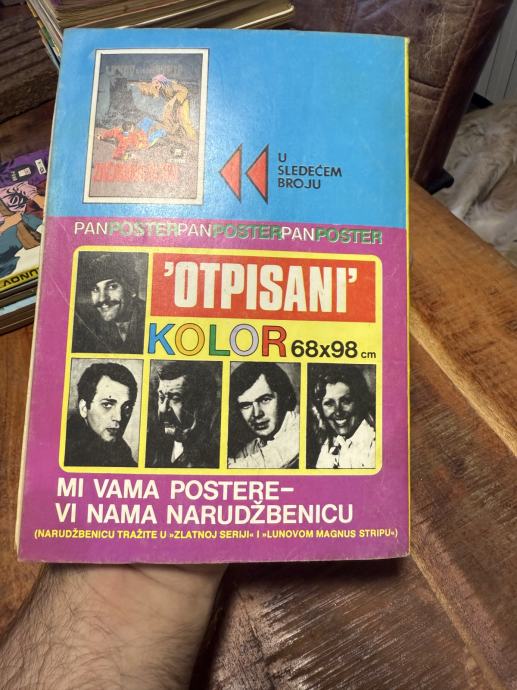 U
SLEDEĆEM
BROJU
PANPOSTERPANPOSTERPANPOSTER
'OTPISANI'
KOLOR 68x98 cm
MI VAMA POSTERE–
VI NAMA NARUDŽBENICU
(NARUDŽBENICU TRAŽITE U »ZLATNOJ SERIJI« I »LUNOVOM MAGNUS STRIPU«)